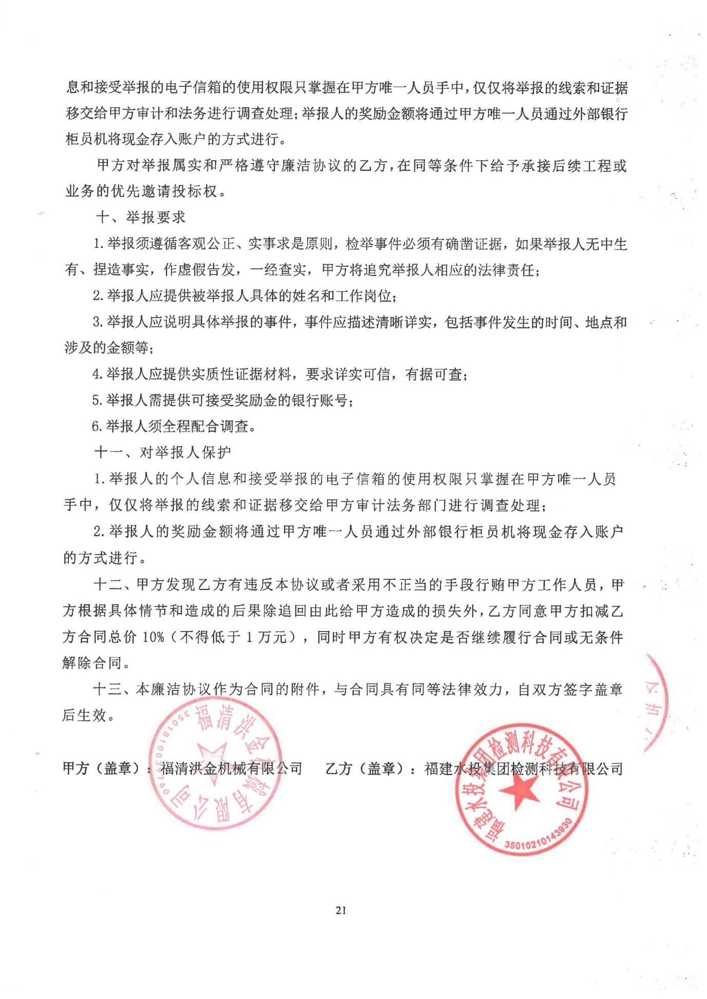 息和接受举报的电子信箱的使用权限只掌握在甲方唯一人员手中，仅仅将举报的线索和证据
移交给甲方审计和法务进行调查处理；举报人的奖励金额将通过甲方唯一人员通过外部银行
柜员机将现金存入账户的方式进行。
甲方对举报属实和严格遵守廉洁协议的乙方，在同等条件下给予承接后续工程或
业务的优先邀请投标权。
十、举报要求
1.举报须遵循客观公正、实事求是原则，检举事件必须有确凿证据，如果举报人无中生
有、捏造事实，作虚假告发，一经查实，甲方将追究举报人相应的法律责任；
2.举报人应提供被举报人具体的姓名和工作岗位；
3.举报人应说明具体举报的事件，事件应描述清晰详实，包括事件发生的时间、地点和
涉及的金额等；
4.举报人应提供实质性证据材料，要求详实可信，有据可查；
5.举报人需提供可接受奖励金的银行账号；
6.举报人须全程配合调查。
十一、对举报人保护
1.举报人的个人信息和接受举报的电子信箱的使用权限只掌握在甲方唯一人员
手中，仅仅将举报的线索和证据移交给甲方审计法务部门进行调查处理；
2.举报人的奖励金额将通过甲方唯一人员通过外部银行柜员机将现金存入账户
的方式进行。
十二、甲方发现乙方有违反本协议或者采用不正当的手段行贿甲方工作人员，甲
方根据具体情节和造成的后果除追回由此给甲方造成的损失外，乙方同意甲方扣减乙
方合同总价 10%（不得低于 1 万元），同时甲方有权决定是否继续履行合同或无条件
解除合同。
十三、本廉洁协议作为合同的附件，与合同具有同等法律效力，自双方签字盖章
后生效。
甲方（盖章）：福清洪金机械有限公司 乙方（盖章）：福建水投集团检测科技有限公司
福清洪金机械有限公司
福建水投集团检测科技有限公司
35010210143930
21